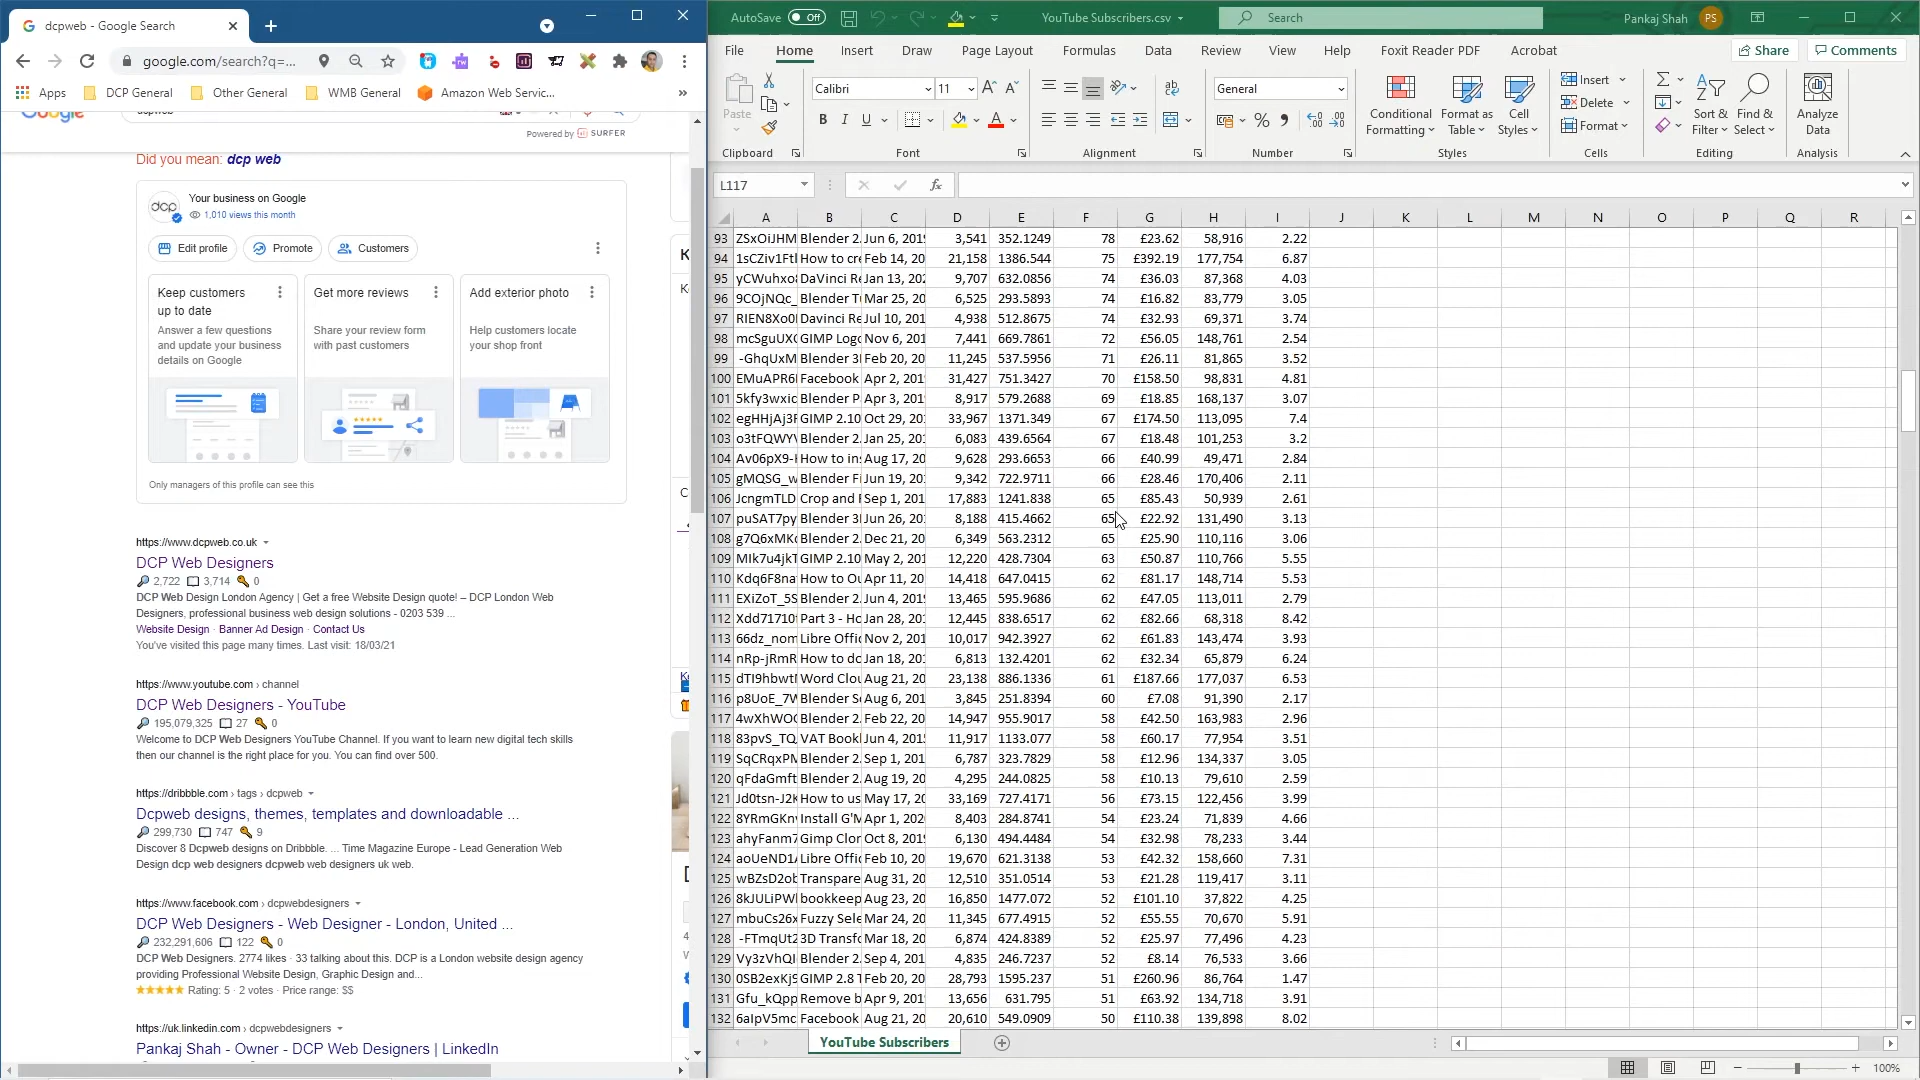 dcpweb - Google Search
google.com/search?q=...
Apps
DCP General
Other General
WMB General
Amazon Web Servic...
»
Powered by SURFER
Did you mean: dcp web
dcp
Your business on Google
1,010 views this month
Edit profile
Promote
Customers
Keep customers
up to date
Answer a few questions
and update your business
details on Google
Get more reviews
Share your review form
with past customers
Add exterior photo
Help customers locate
your shop front
Only managers of this profile can see this
https://www.dcpweb.co.uk
DCP Web Designers
2,722 3,714 0
DCP Web Design London Agency | Get a free Website Design quote! – DCP London Web
Designers, professional business web design solutions - 0203 539 ...
Website Design · Banner Ad Design · Contact Us
You've visited this page many times. Last visit: 18/03/21
https://www.youtube.com › channel
DCP Web Designers - YouTube
195,079,325 27 0
Welcome to DCP Web Designers YouTube Channel. If you want to learn new digital tech skills
then our channel is the right place for you. You can find over 500.
https://dribbble.com › tags › dcpweb
Dcpweb designs, themes, templates and downloadable ...
299,730 747 9
Discover 8 Dcpweb designs on Dribbble. ... Time Magazine Europe - Lead Generation Web
Design dcp web designers dcpweb web designers uk web.
https://www.facebook.com › dcpwebdesigners
DCP Web Designers - Web Designer - London, United ...
232,291,606 122 0
DCP Web Designers. 2774 likes · 33 talking about this. DCP is a London website design agency
providing Professional Website Design, Graphic Design and...
Rating: 5 · 2 votes · Price range: $$
https://uk.linkedin.com › dcpwebdesigners
Pankaj Shah - Owner - DCP Web Designers | LinkedIn
AutoSave Off
YouTube Subscribers.csv
Search
Pankaj Shah PS
File Home Insert Draw Page Layout Formulas Data Review View Help Foxit Reader PDF Acrobat
Share Comments
Paste
Clipboard
Calibri 11
B I U
Font
Alignment
General
Number
Conditional
Formatting
Format as
Table
Cell
Styles
Styles
Insert
Delete
Format
Cells
Sort &
Filter
Find &
Select
Editing
Analyze
Data
Analysis
L117
fx
A B C D E F G H I J K L M N O P Q R
93 ZSxOiJHM Blender 2. Jun 6, 201 3,541 352.1249 78 £23.62 58,916 2.22
94 1sCZiv1Ft How to cre Feb 14, 20 21,158 1386.544 75 £392.19 177,754 6.87
95 yCWuhxo DaVinci Re Jan 13, 20 9,707 632.0856 74 £36.03 87,368 4.03
96 9COjNQc_ Blender Tu Mar 25, 20 6,525 293.5893 74 £16.82 83,779 3.05
97 RIEN8Xo0 Davinci Re Jul 10, 201 4,938 512.8675 74 £32.93 69,371 3.74
98 mcSguUX GIMP Logo Nov 6, 201 7,441 669.7861 72 £56.05 148,761 2.54
99 -GhqUxM Blender 3 Feb 20, 20 11,245 537.5956 71 £26.11 81,865 3.52
100 EMuAPR6 Facebook Apr 2, 201 31,427 751.3427 70 £158.50 98,831 4.81
101 5kfy3wxic Blender P Apr 3, 201 8,917 579.2688 69 £18.85 168,137 3.07
102 egHHjAj3 GIMP 2.10 Oct 29, 20 33,967 1371.349 67 £174.50 113,095 7.4
103 o3tFQWY Blender 2. Jan 25, 20 6,083 439.6564 67 £18.48 101,253 3.2
104 Av06pX9- How to in Aug 17, 20 9,628 293.6653 66 £40.99 49,471 2.84
105 gMQSG_w Blender F Jun 19, 20 9,342 722.9711 66 £28.46 170,406 2.11
106 JcngmTLD Crop and Sep 1, 201 17,883 1241.838 65 £85.43 50,939 2.61
107 puSAT7py Blender 3 Jun 26, 20 8,188 415.4662 65 £22.92 131,490 3.13
108 g7Q6xMK Blender 2. Dec 21, 20 6,349 563.2312 65 £25.90 110,116 3.06
109 MIk7u4jk GIMP 2.10 May 2, 201 12,220 428.7304 63 £50.87 110,766 5.55
110 Kdq6F8na How to Ou Apr 11, 20 14,418 647.0415 62 £81.17 148,714 5.53
111 EXiZoT_5S Blender 2. Jun 4, 201 13,465 595.9686 62 £47.05 113,011 2.79
112 Xdd71710 Part 3 - Ho Jan 28, 20 12,445 838.6517 62 £82.66 68,318 8.42
113 66dz_nom Libre Offic Nov 2, 201 10,017 942.3927 62 £61.83 143,474 3.93
114 nRp-jRmR How to do Jan 18, 20 6,813 132.4201 62 £32.34 65,879 6.24
115 dTI9hbwt Word Clou Aug 21, 20 23,138 886.1336 61 £187.66 177,037 6.53
116 p8UoE_7V Blender Se Aug 6, 201 3,845 251.8394 60 £7.08 91,390 2.17
117 4wXhWO Blender 2. Feb 22, 20 14,947 955.9017 58 £42.50 163,983 2.96
118 83pvS_TQ VAT Book Jun 4, 201 11,917 1133.077 58 £60.17 77,954 3.51
119 SqCRqxPM Blender 2. Sep 1, 201 6,787 323.7829 58 £12.96 134,337 3.05
120 qFdaGmft Blender 2. Aug 19, 20 4,295 244.0825 58 £10.13 79,610 2.59
121 Jd0tsn-J2K How to us May 17, 20 33,169 727.4171 56 £73.15 122,456 3.99
122 8YRmGKn Install G'M Apr 1, 202 8,403 284.8741 54 £23.24 71,839 4.66
123 ahyFanm7 Gimp Clor Oct 8, 201 6,130 494.4484 54 £32.98 78,233 3.44
124 aoUeND1 Libre Offic Feb 10, 20 19,670 621.3138 53 £42.32 158,660 7.31
125 wBZsD2ob Transpare Aug 31, 20 12,510 351.0514 53 £21.28 119,417 3.11
126 8kJULiPW bookkeep Aug 23, 20 16,850 1477.072 52 £101.10 37,822 4.25
127 mbuCs26x Fuzzy Sele Mar 24, 20 11,345 677.4915 52 £55.55 70,670 5.91
128 -FTmqUt2 3D Transfo Mar 18, 20 6,874 424.8389 52 £25.97 77,496 4.23
129 Vy3zVhQI Blender 2. Sep 4, 201 4,835 246.7237 52 £8.14 76,533 3.66
130 0SB2exKj9 GIMP 2.8 T Feb 20, 20 28,793 1595.237 51 £260.96 86,764 1.47
131 Gfu_kQpp Remove b Apr 9, 201 13,656 631.795 51 £63.92 134,718 3.91
132 6aIpV5mc Facebook Aug 21, 20 20,610 549.0909 50 £110.38 139,898 8.02
YouTube Subscribers
100%